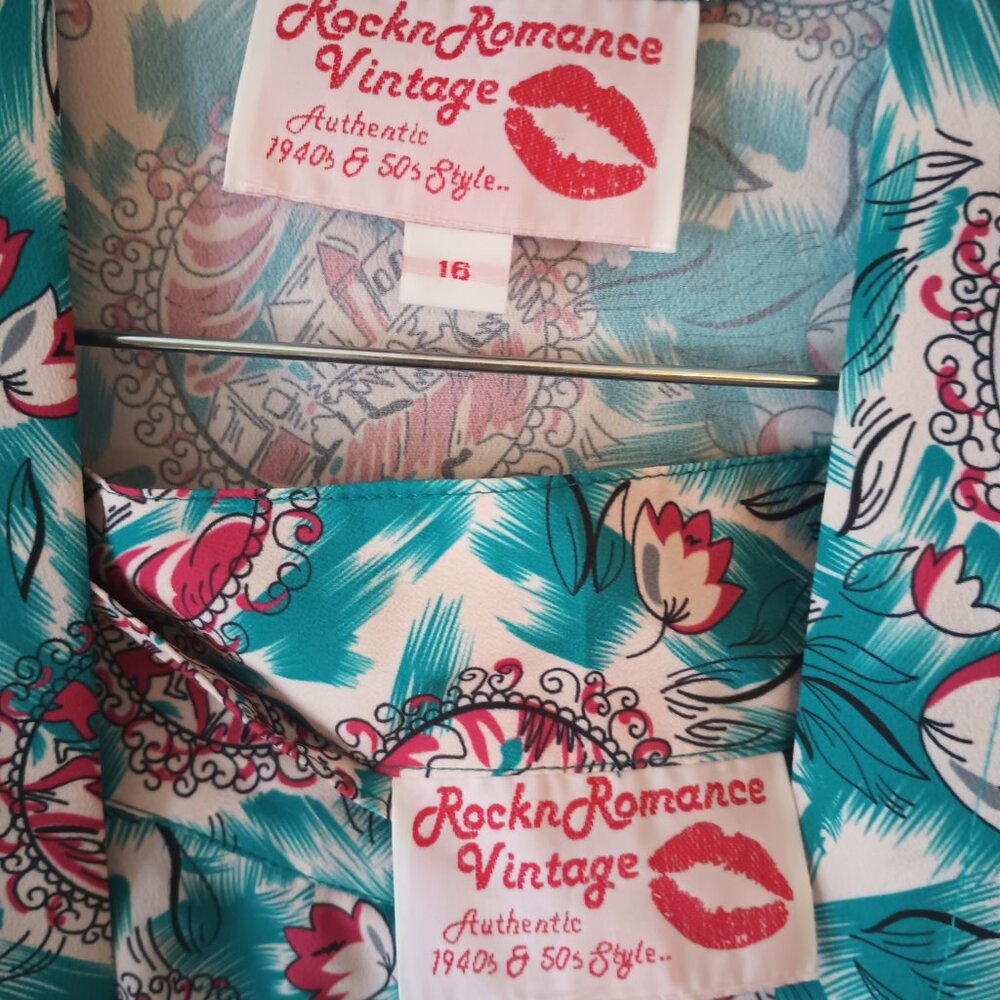 RocknRomance
Vintage
Authentic
1940s & 50s Style..
16
RocknRomance
Vintage
Authentic
1940s & 50s Style..